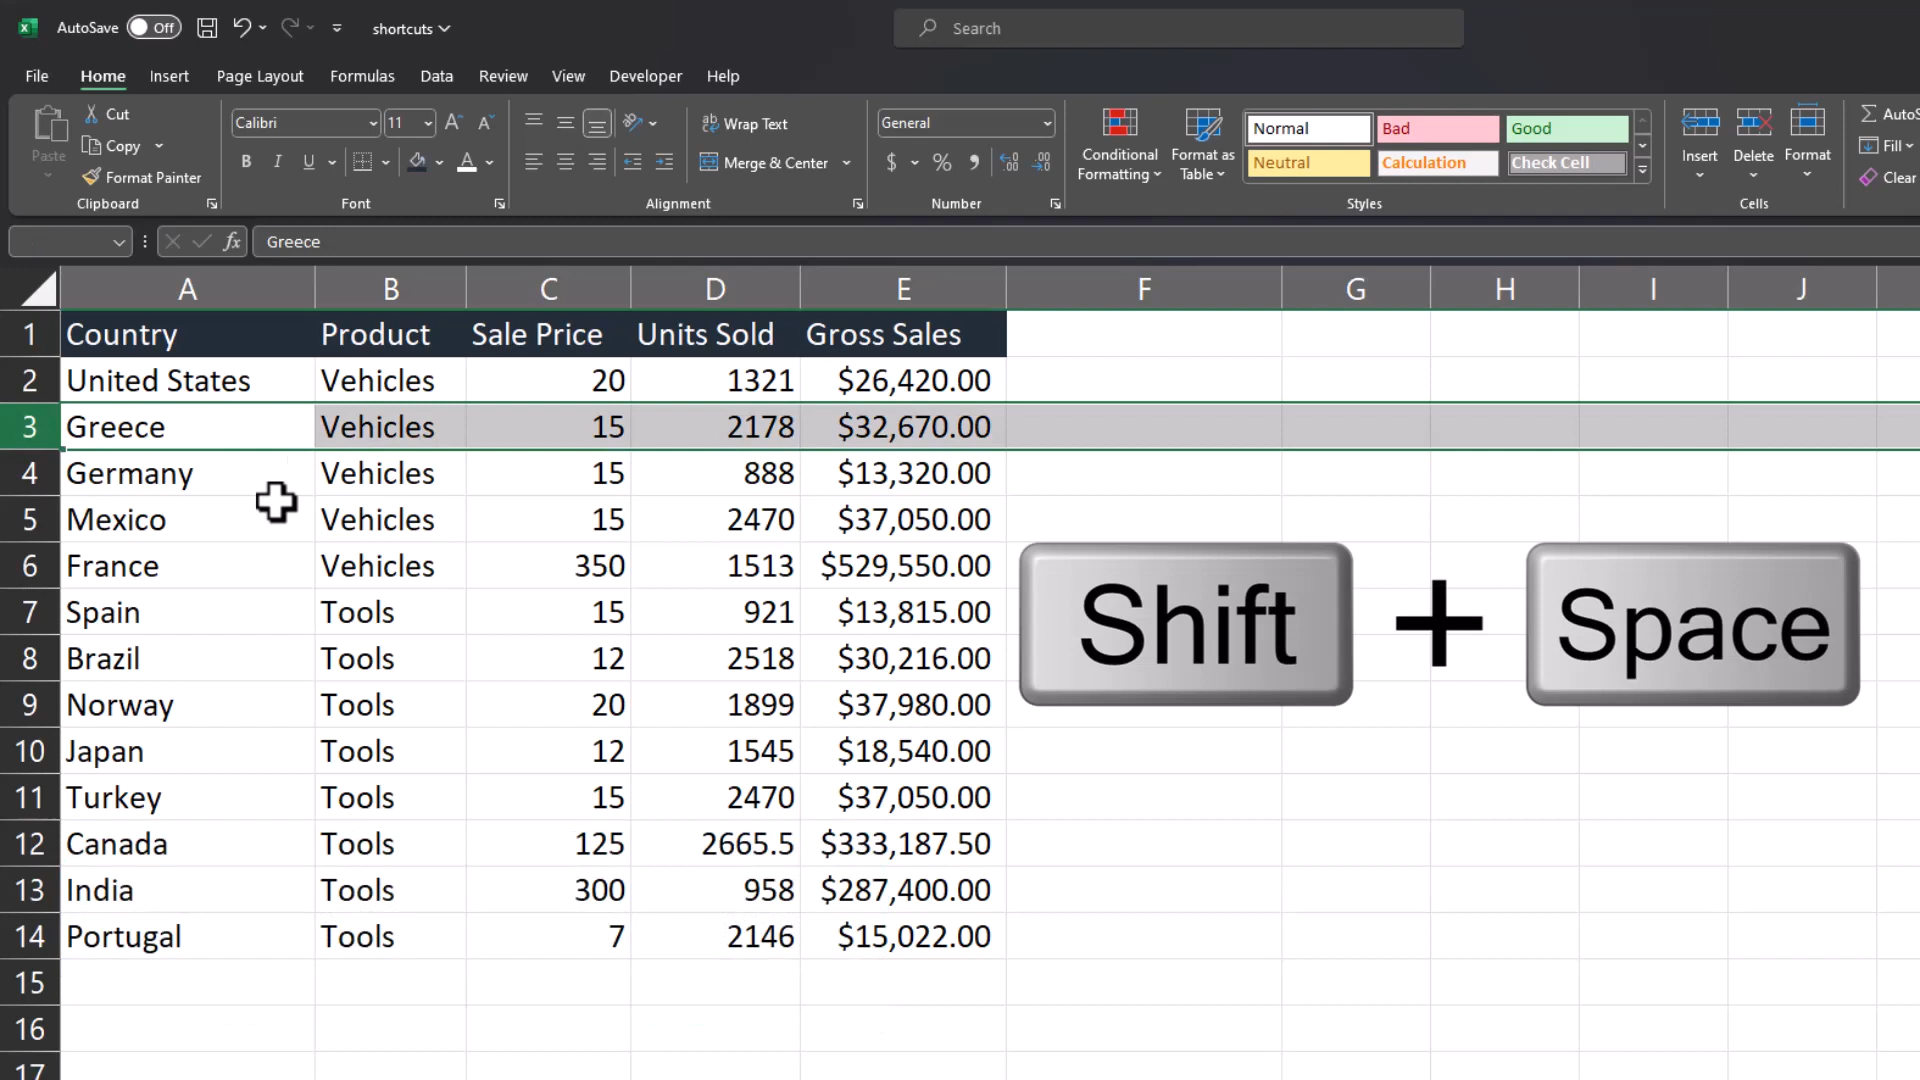 AutoSave Off shortcuts Search
File Home Insert Page Layout Formulas Data Review View Developer Help
Paste Cut Copy Format Painter Clipboard
Calibri 11 B I U A Font
ab Wrap Text Merge & Center Alignment
General $ % , .00 Number
Conditional Formatting Format as Table Normal Bad Good Neutral Calculation Check Cell Styles
Insert Delete Format Cells
Σ Auto Fill Clear
fx Greece
A B C D E F G H I J
1 Country Product Sale Price Units Sold Gross Sales
2 United States Vehicles 20 1321 $26,420.00
3 Greece Vehicles 15 2178 $32,670.00
4 Germany Vehicles 15 888 $13,320.00
5 Mexico Vehicles 15 2470 $37,050.00
6 France Vehicles 350 1513 $529,550.00
7 Spain Tools 15 921 $13,815.00
8 Brazil Tools 12 2518 $30,216.00
9 Norway Tools 20 1899 $37,980.00
10 Japan Tools 12 1545 $18,540.00
11 Turkey Tools 15 2470 $37,050.00
12 Canada Tools 125 2665.5 $333,187.50
13 India Tools 300 958 $287,400.00
14 Portugal Tools 7 2146 $15,022.00
15
16
17
Shift + Space